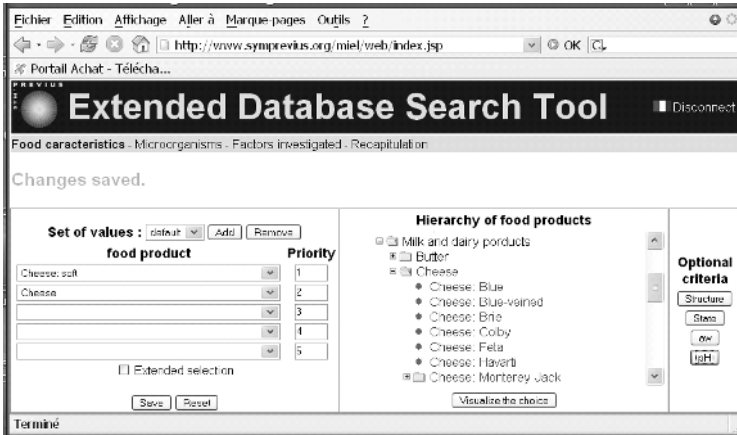 Fichier Edition Affichage Aller à Marque-pages Outils ?
http://www.symprevius.org/miel/web/index.jsp OK
Portail Achat - Télécha...
SYMPREVIUS
Extended Database Search Tool
Disconnect
Food caracteristics - Microorganisms - Factors investigated - Recapitulation
Changes saved.
Set of values : default Add Remove
food product Priority
Cheese: soft 1
Cheese 2
3
4
5
Extended selection
Save Reset
Hierarchy of food products
Milk and dairy porducts
Butter
Cheese
Cheese: Blue
Cheese: Blue-veined
Cheese: Brie
Cheese: Colby
Cheese: Feta
Cheese: Havarti
Cheese: Monterey Jack
Visualize the choice
Optional
criteria
Structure
State
aw
pH
Terminé